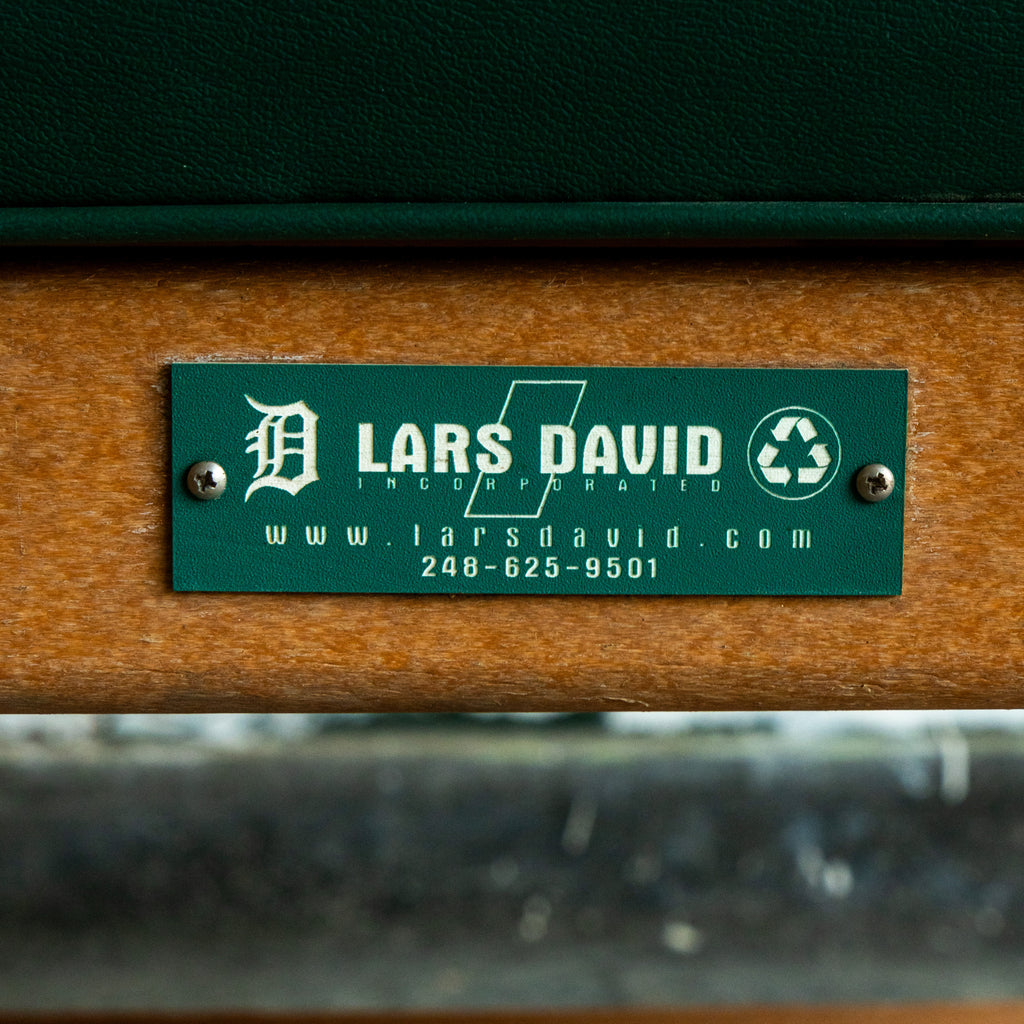 D LARS DAVID
INCORPORATED
www.larsdavid.com
248-625-9501